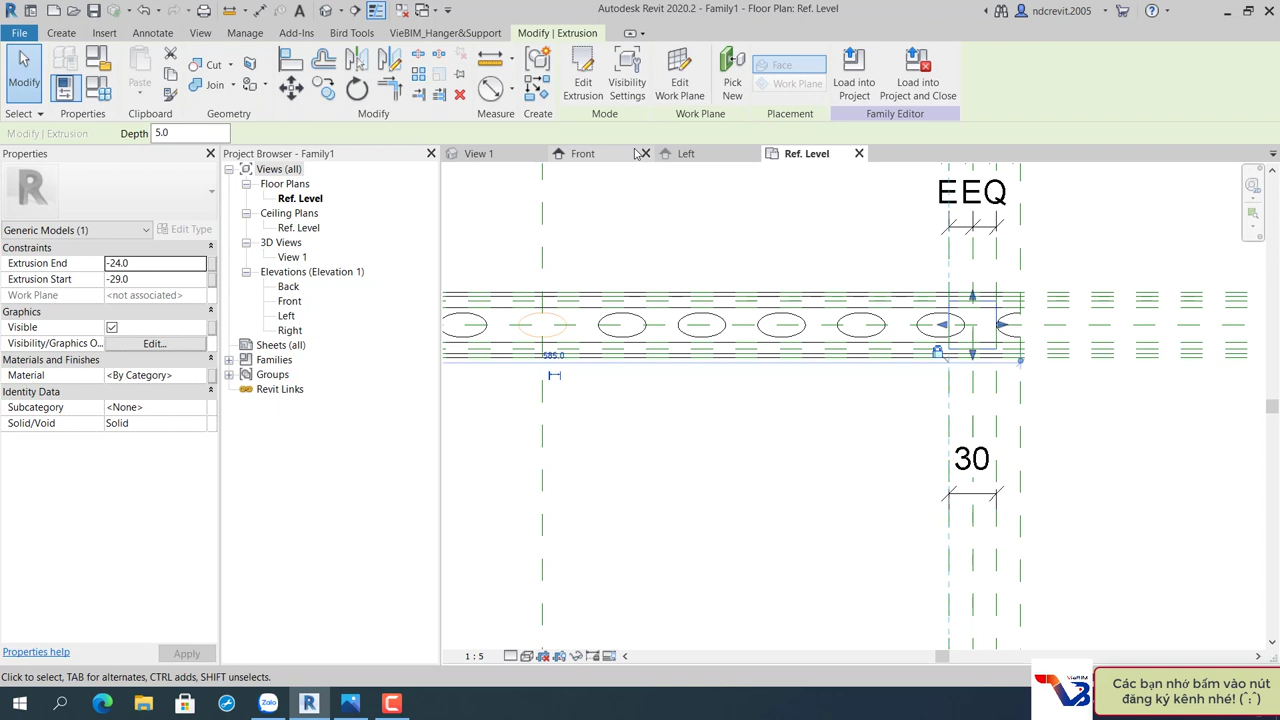 Autodesk Revit 2020.2 - Family1 - Floor Plan: Ref. Level
ndcrevit.2005
File Create Insert Annotate View Manage Add-Ins Bird Tools VieBIM_Hanger&Support Modify | Extrusion
Modify
Paste
Cut
Join
Edit Extrusion
Visibility Settings
Edit Work Plane
Pick New
Face
Work Plane
Load into Project
Load into Project and Close
Select Properties Clipboard Geometry Modify Measure Create Mode Work Plane Placement Family Editor
Modify | Extrusion Depth 5.0
Properties
Project Browser - Family1
View 1
Front
Left
Ref. Level
Generic Models (1)
Edit Type
Constraints
Extrusion End -24.0
Extrusion Start -29.0
Work Plane <not associated>
Graphics
Visible
Visibility/Graphics O... Edit...
Materials and Finishes
Material <By Category>
Identity Data
Subcategory <None>
Solid/Void Solid
Properties help
Apply
Views (all)
Floor Plans
Ref. Level
Ceiling Plans
Ref. Level
3D Views
View 1
Elevations (Elevation 1)
Back
Front
Left
Right
Sheets (all)
Families
Groups
Revit Links
EEQ
585.0
30
1 : 5
Click to select, TAB for alternates, CTRL adds, SHIFT unselects.
Zalo
VieBIM
Các bạn nhớ bấm vào nút
đăng ký kênh nhé! (ˆ:ˆ)